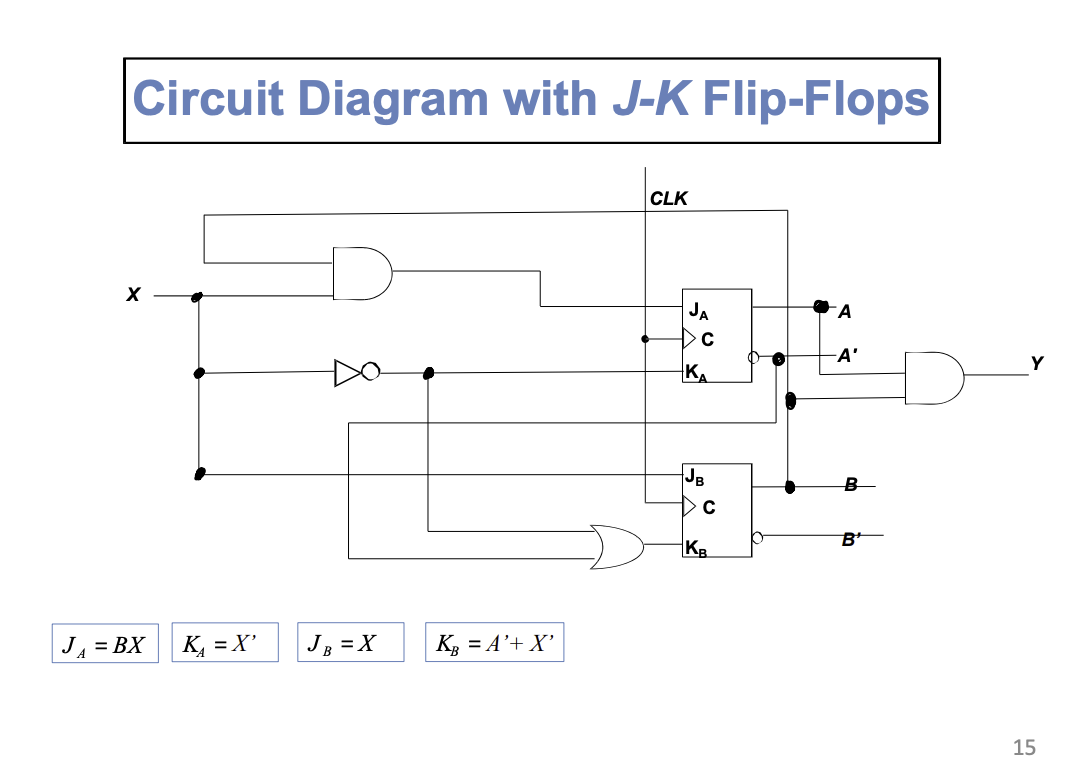 Circuit Diagram with J-K Flip-Flops
CLK
X
J_A
A
C
A'
Y
K_A
J_B
B
C
K_B
B’
J_A = BX
K_A = X’
J_B = X
K_B = A’+ X’
15